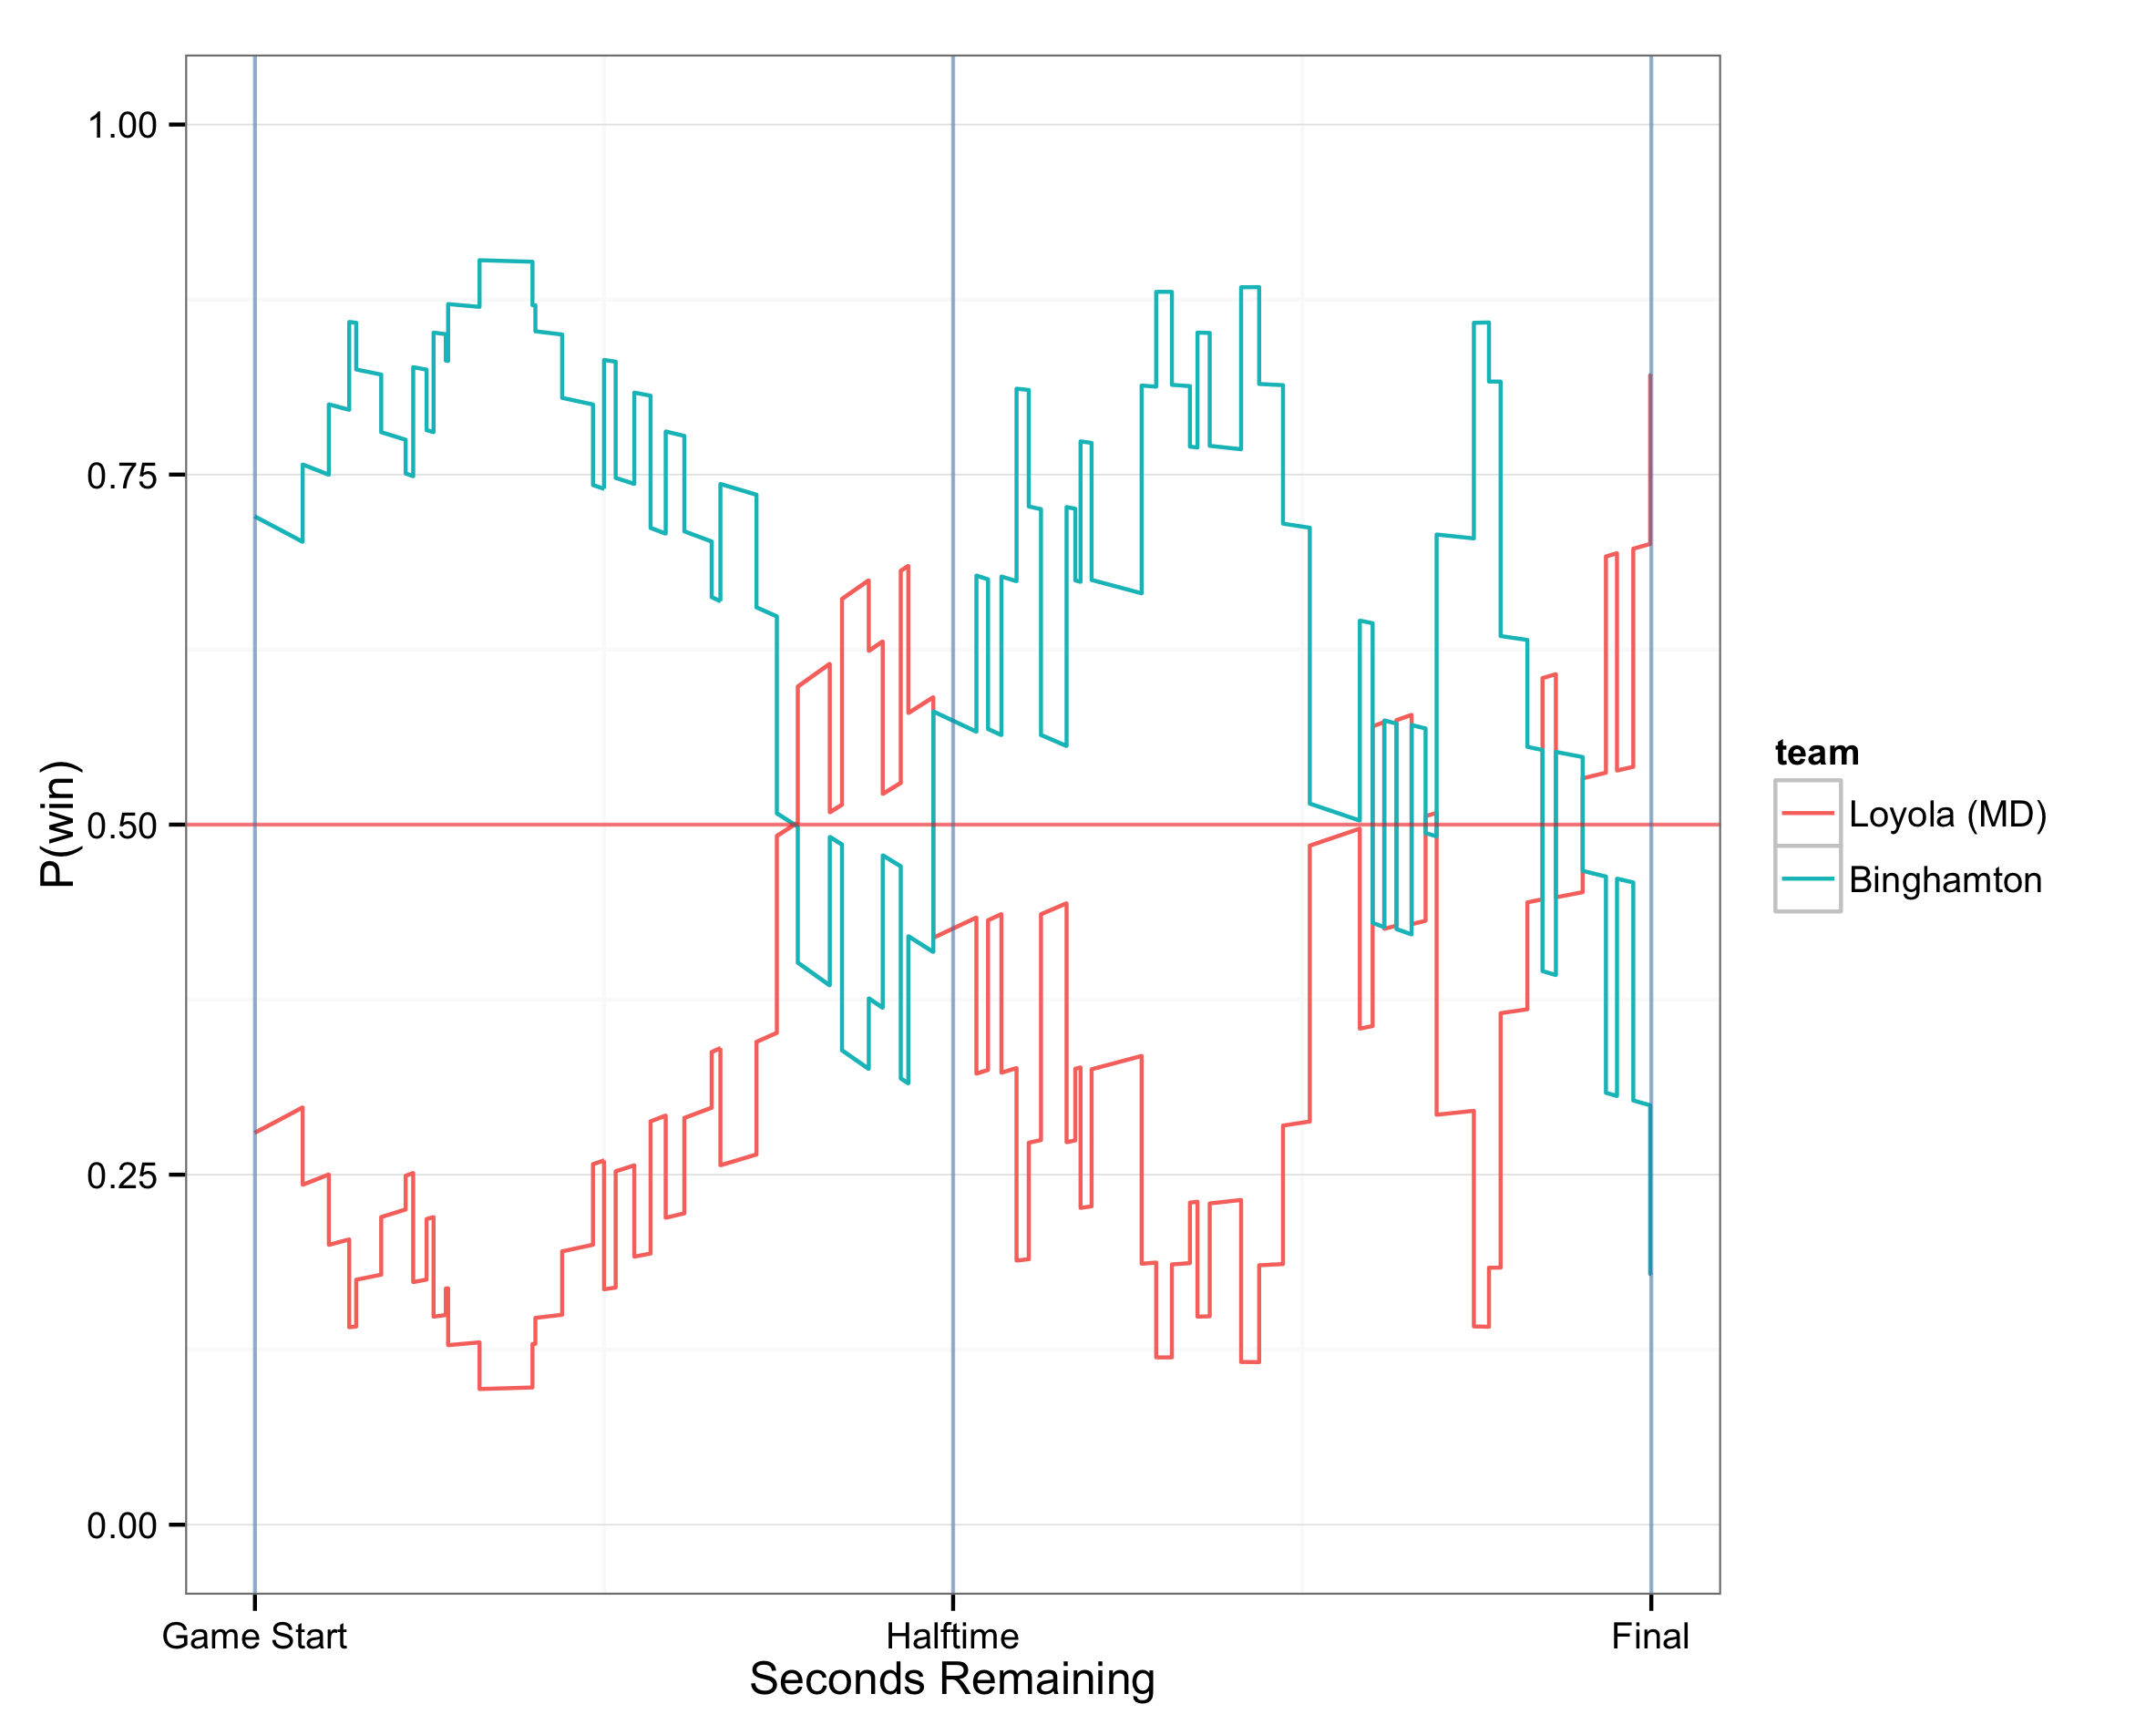 1.00
0.75
0.50
0.25
0.00
P(win)
Game Start
Halftime
Final
Seconds Remaining
team
Loyola (MD)
Binghamton